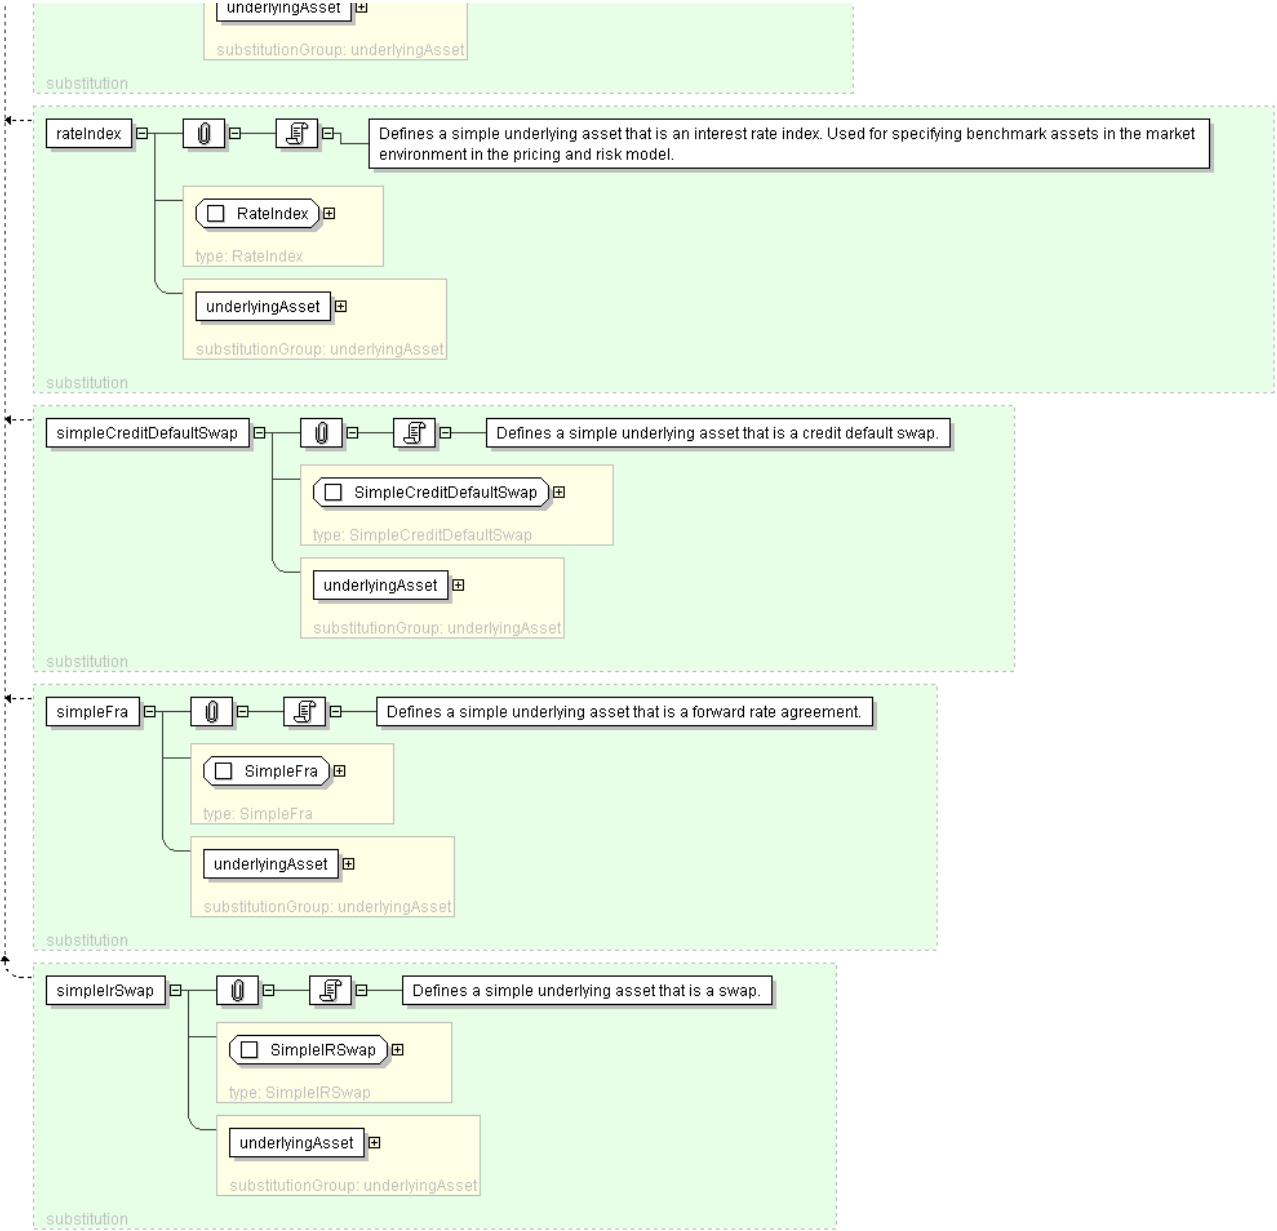 underlyingAsset
substitutionGroup: underlyingAsset
substitution
rateIndex
Defines a simple underlying asset that is an interest rate index. Used for specifying benchmark assets in the market
environment in the pricing and risk model.
RateIndex
type: RateIndex
underlyingAsset
substitutionGroup: underlyingAsset
substitution
simpleCreditDefaultSwap
Defines a simple underlying asset that is a credit default swap.
SimpleCreditDefaultSwap
type: SimpleCreditDefaultSwap
underlyingAsset
substitutionGroup: underlyingAsset
substitution
simpleFra
Defines a simple underlying asset that is a forward rate agreement.
SimpleFra
type: SimpleFra
underlyingAsset
substitutionGroup: underlyingAsset
substitution
simpleIrSwap
Defines a simple underlying asset that is a swap.
SimpleIRSwap
type: SimpleIRSwap
underlyingAsset
substitutionGroup: underlyingAsset
substitution